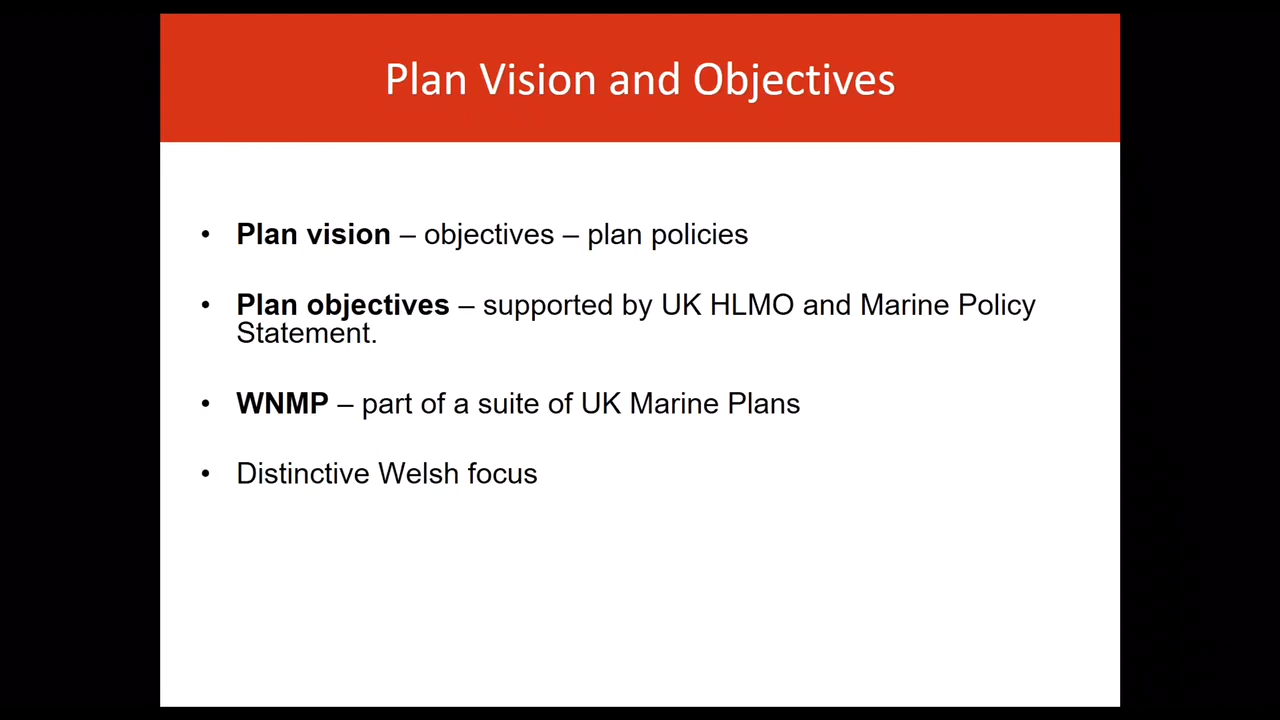 Plan Vision and Objectives
• Plan vision – objectives – plan policies
• Plan objectives – supported by UK HLMO and Marine Policy
Statement.
• WNMP – part of a suite of UK Marine Plans
• Distinctive Welsh focus